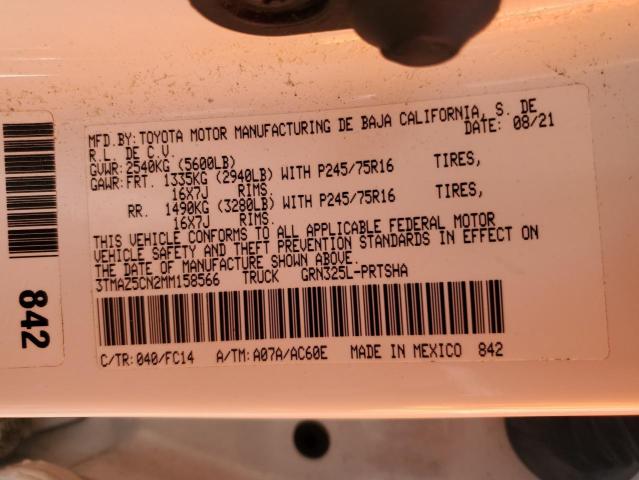 MFD.BY:TOYOTA MOTOR MANUFACTURING DE BAJA CALIFORNIA, S. DE
R.L. DE C.V. DATE: 08/21
GVWR:2540KG (5600LB)
GAWR:FRT. 1335KG (2940LB) WITH P245/75R16 TIRES,
16X7J RIMS.
RR. 1490KG (3280LB) WITH P245/75R16 TIRES,
16X7J RIMS.
THIS VEHICLE CONFORMS TO ALL APPLICABLE FEDERAL MOTOR
VEHICLE SAFETY AND THEFT PREVENTION STANDARDS IN EFFECT ON
THE DATE OF MANUFACTURE SHOWN ABOVE.
3TMAZ5CN2MM158566 TRUCK GRN325L-PRTSHA
C/TR:040/FC14 A/TM:A07A/AC60E MADE IN MEXICO 842
842